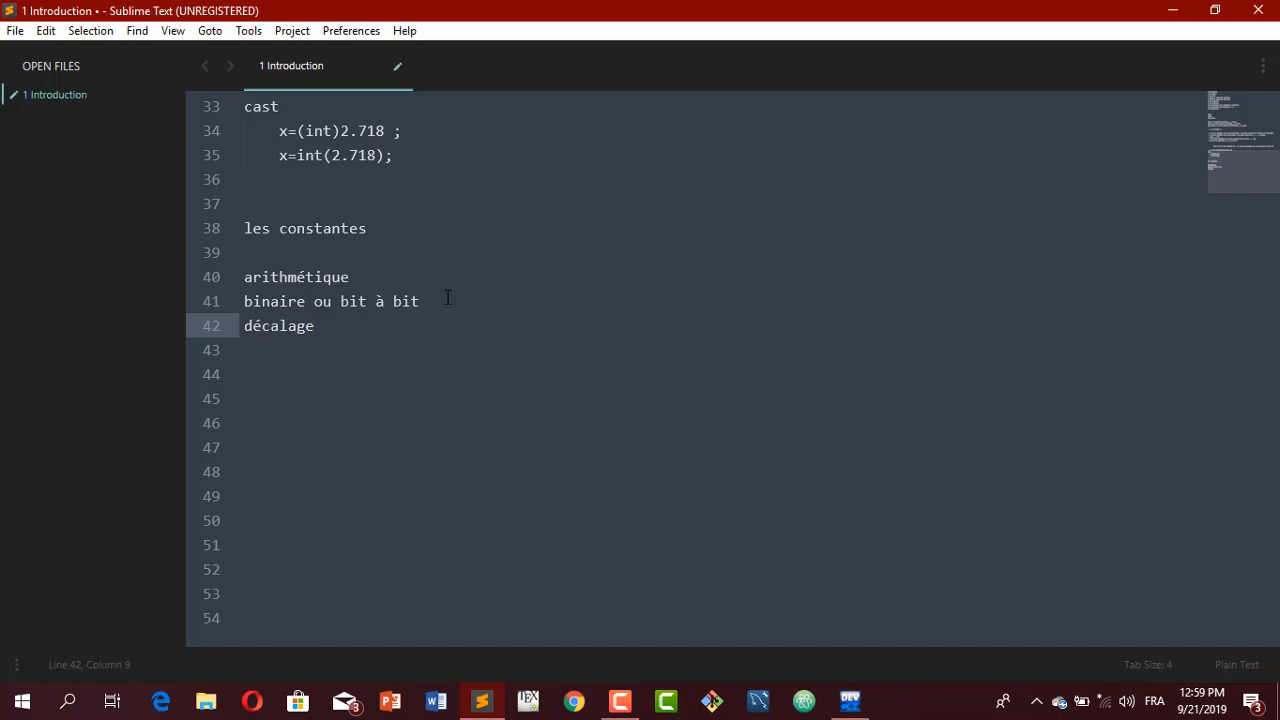 1 Introduction • - Sublime Text (UNREGISTERED)
File Edit Selection Find View Goto Tools Project Preferences Help
OPEN FILES
1 Introduction
1 Introduction
33 cast
34 x=(int)2.718 ;
35 x=int(2.718);
36
37
38 les constantes
39
40 arithmétique
41 binaire ou bit à bit
42 décalage
43
44
45
46
47
48
49
50
51
52
53
54
Line 42, Column 9
Tab Size: 4
Plain Text
3
FRA
12:59 PM
9/21/2019
3